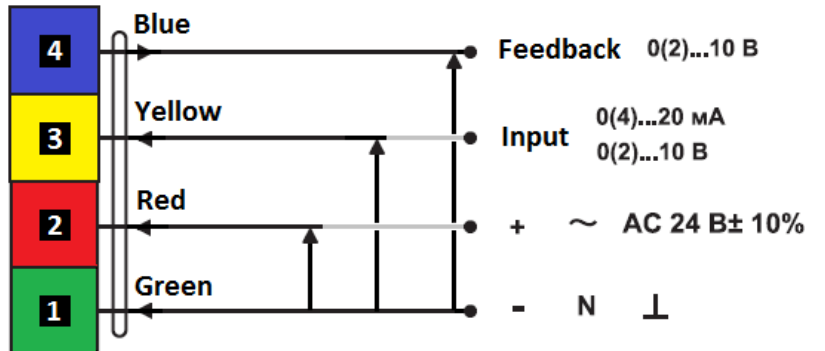 4 Blue Feedback 0(2)...10 В
3 Yellow Input 0(4)...20 мА
0(2)...10 В
2 Red + ~ AC 24 В± 10%
1 Green - N ⊥